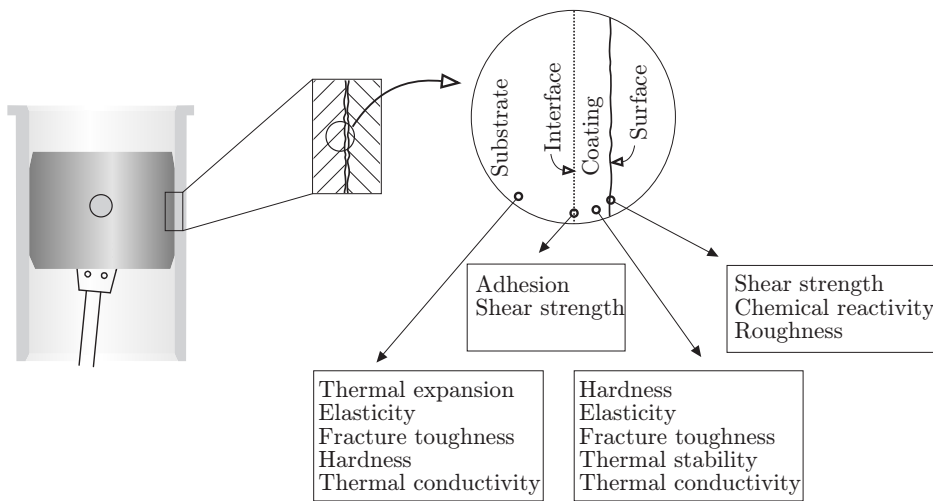 Substrate
Interface
Coating
Surface
Adhesion
Shear strength
Shear strength
Chemical reactivity
Roughness
Thermal expansion
Elasticity
Fracture toughness
Hardness
Thermal conductivity
Hardness
Elasticity
Fracture toughness
Thermal stability
Thermal conductivity